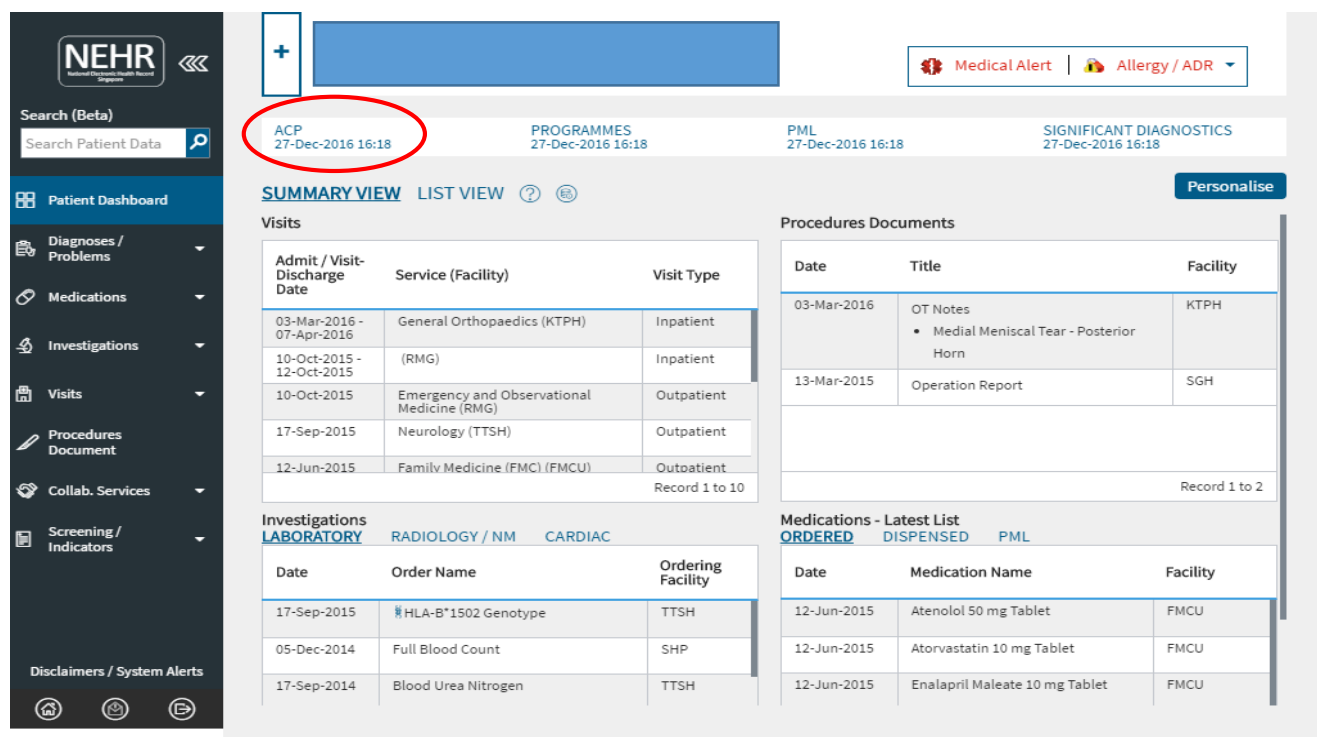 NEHR
National Electronic Health Record
Singapore
Search (Beta)
Search Patient Data
Patient Dashboard
Diagnoses /
Problems
Medications
Investigations
Visits
Procedures
Document
Collab. Services
Screening /
Indicators
Disclaimers / System Alerts
+
Medical Alert
Allergy / ADR
ACP
27-Dec-2016 16:18
PROGRAMMES
27-Dec-2016 16:18
PML
27-Dec-2016 16:18
SIGNIFICANT DIAGNOSTICS
27-Dec-2016 16:18
SUMMARY VIEW LIST VIEW ?
Personalise
Visits
Admit / Visit-
Discharge
Date
Service (Facility)
Visit Type
03-Mar-2016 -
07-Apr-2016
General Orthopaedics (KTPH)
Inpatient
10-Oct-2015 -
12-Oct-2015
(RMG)
Inpatient
10-Oct-2015
Emergency and Observational
Medicine (RMG)
Outpatient
17-Sep-2015 Neurology (TTSH) Outpatient
12-Jun-2015 Family Medicine (FMC) (FMCU) Outpatient
Record 1 to 10
Procedures Documents
Date Title Facility
03-Mar-2016 OT Notes KTPH
• Medial Meniscal Tear - Posterior
Horn
13-Mar-2015 Operation Report SGH
Record 1 to 2
Investigations
LABORATORY RADIOLOGY / NM CARDIAC
Date
Order Name
Ordering
Facility
17-Sep-2015 HLA-B*1502 Genotype TTSH
05-Dec-2014 Full Blood Count SHP
17-Sep-2014 Blood Urea Nitrogen TTSH
Medications - Latest List
ORDERED DISPENSED PML
Date Medication Name Facility
12-Jun-2015 Atenolol 50 mg Tablet FMCU
12-Jun-2015 Atorvastatin 10 mg Tablet FMCU
12-Jun-2015 Enalapril Maleate 10 mg Tablet FMCU